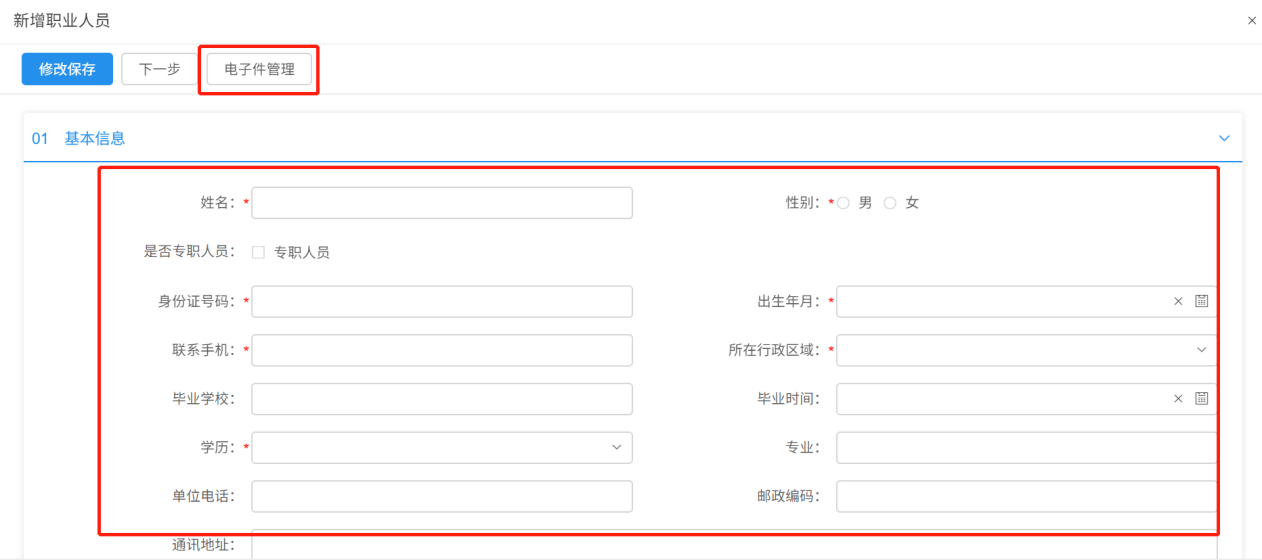 新增职业人员
修改保存 下一步 电子件管理
01 基本信息
姓名：* 性别：* 男 女
是否专职人员： 专职人员
身份证号码：* 出生年月：*
联系手机：* 所在行政区域：*
毕业学校： 毕业时间：
学历：* 专业：
单位电话： 邮政编码：
通讯地址：